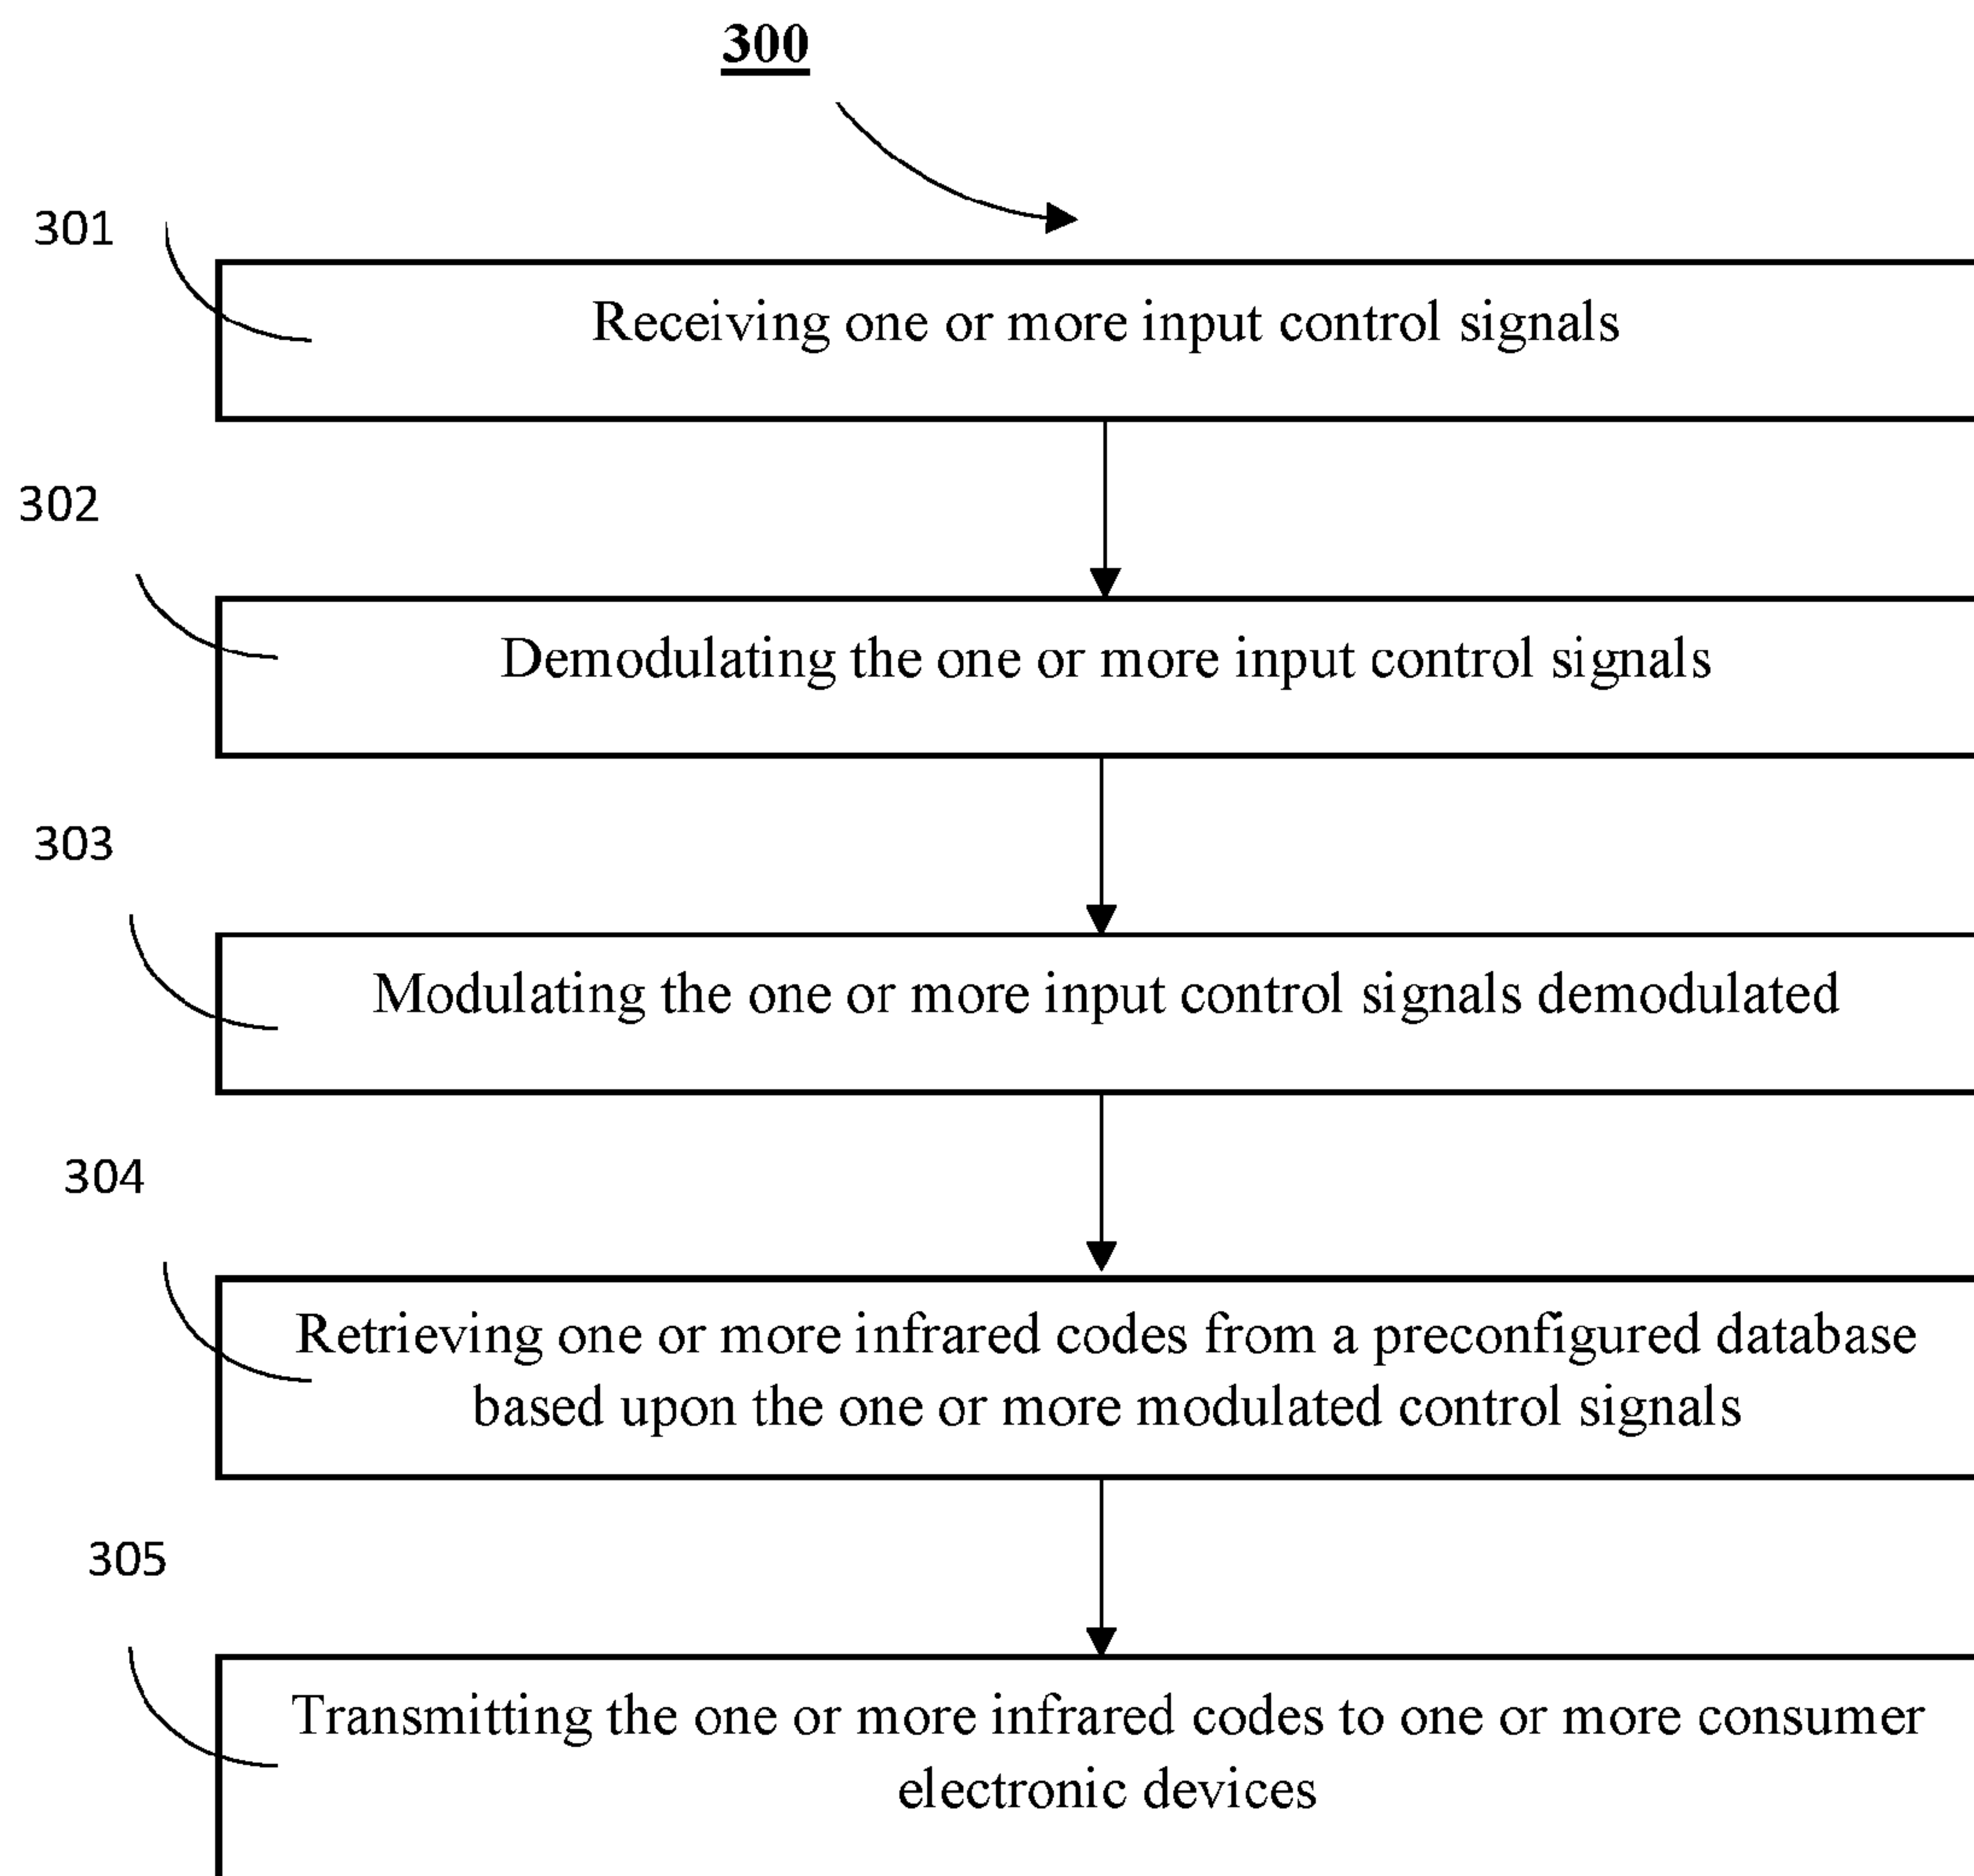 300
301
Receiving one or more input control signals
302
Demodulating the one or more input control signals
303
Modulating the one or more input control signals demodulated
304
Retrieving one or more infrared codes from a preconfigured database
based upon the one or more modulated control signals
305
Transmitting the one or more infrared codes to one or more consumer
electronic devices